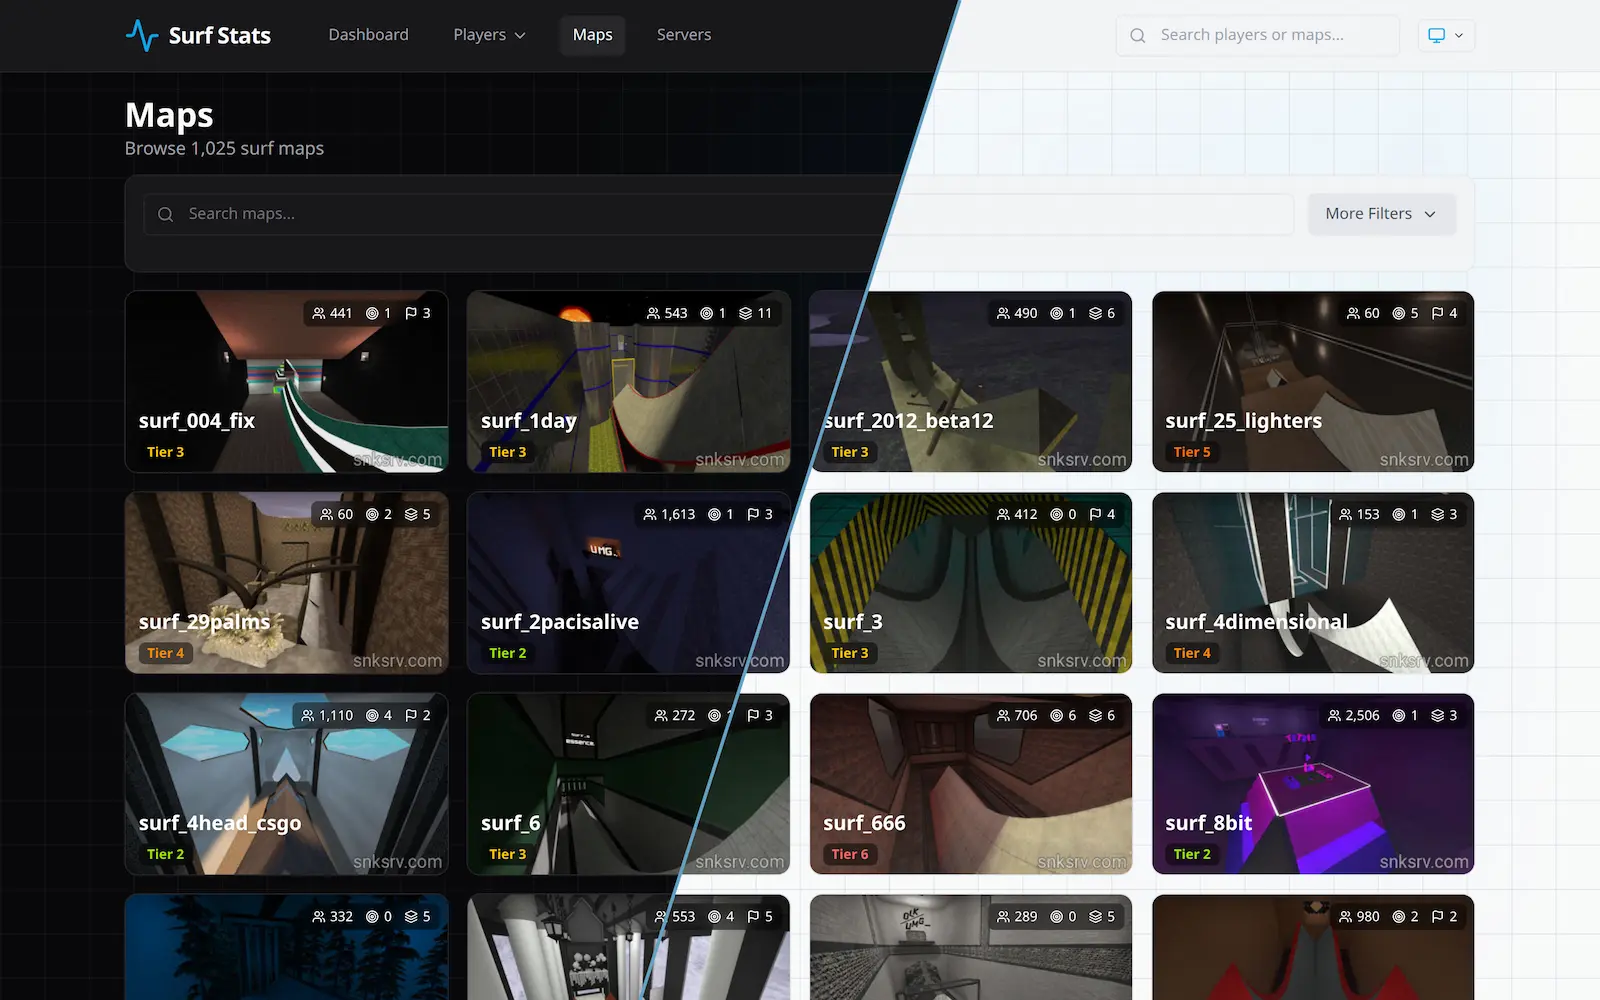 Surf Stats
Dashboard
Players
Maps
Servers
Search players or maps...
Maps
Browse 1,025 surf maps
Search maps...
More Filters
441 1 3
surf_004_fix
Tier 3
snksrv.com
543 1 11
surf_1day
Tier 3
snksrv.com
490 1 6
surf_2012_beta12
Tier 3
snksrv.com
60 5 4
surf_25_lighters
Tier 5
snksrv.com
60 2 5
surf_29palms
Tier 4
snksrv.com
1,613 1 3
UMG.
surf_2pacisalive
Tier 2
snksrv.com
412 0 4
surf_3
Tier 3
snksrv.com
153 1 3
surf_4dimensional
Tier 4
snksrv.com
1,110 4 2
surf_4head_csgo
Tier 2
snksrv.com
272 3
essence
surf_6
Tier 3
snksrv.com
706 6 6
surf_666
Tier 6
snksrv.com
2,506 1 3
surf_8bit
Tier 2
snksrv.com
332 0 5
553 4 5
289 0 5
980 2 2